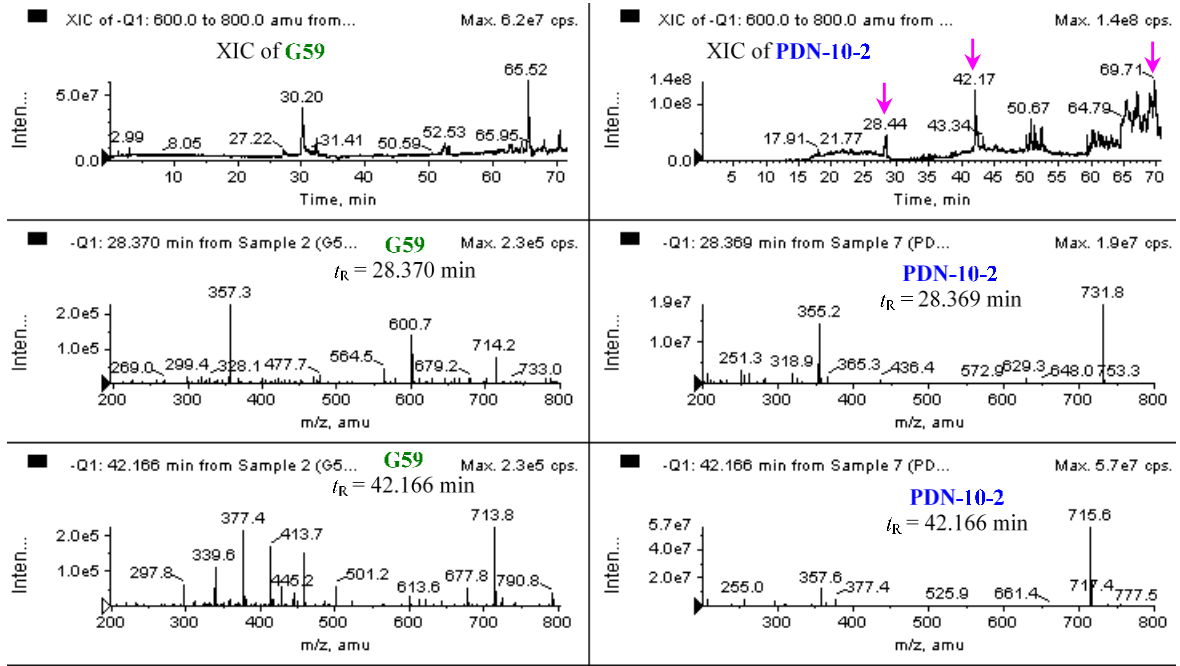 XIC of -Q1: 600.0 to 800.0 amu from... Max. 6.2e7 cps.
XIC of G59
65.52
5.0e7
30.20
2.99
8.05
27.22
31.41
50.59
52.53
65.95
0.0
10 20 30 40 50 60 70
Time, min
Inten...
XIC of -Q1: 600.0 to 800.0 amu from ... Max. 1.4e8 cps.
XIC of PDN-10-2
1.4e8
1.0e8
42.17
69.71
28.44
50.67
64.79
17.91
21.77
43.34
0.0
5 10 15 20 25 30 35 40 45 50 55 60 65 70
Time, min
Inten...
-Q1: 28.370 min from Sample 2 (G5... Max. 2.3e5 cps.
G59
tR = 28.370 min
357.3
2.0e5
600.7
1.0e5
714.2
269.0
299.4
328.1
477.7
564.5
679.2
733.0
200 300 400 500 600 700 800
m/z, amu
Inten...
-Q1: 28.369 min from Sample 7 (PD... Max. 1.9e7 cps.
PDN-10-2
tR = 28.369 min
1.9e7
731.8
355.2
1.0e7
251.3
318.9
365.3
436.4
572.9
629.3
648.0
753.3
200 300 400 500 600 700 800
m/z, amu
Inten...
-Q1: 42.166 min from Sample 2 (G5... Max. 2.3e5 cps.
G59
tR = 42.166 min
377.4
713.8
2.0e5
413.7
339.6
1.0e5
297.8
445.2
501.2
613.6
677.8
790.8
200 300 400 500 600 700 800
m/z, amu
Inten...
-Q1: 42.166 min from Sample 7 (PD... Max. 5.7e7 cps.
PDN-10-2
tR = 42.166 min
5.7e7
715.6
4.0e7
2.0e7
255.0
357.6
377.4
525.9
661.4
717.4
777.5
200 300 400 500 600 700 800
m/z, amu
Inten...